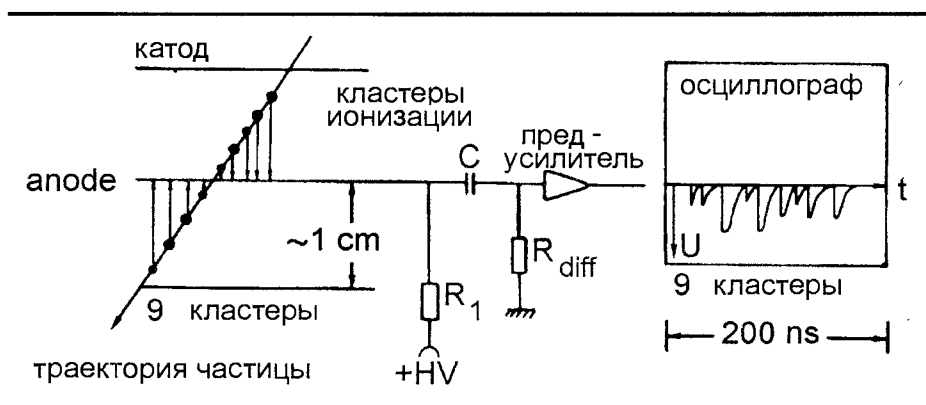 катод
кластеры
ионизации
anode
~1 cm
9 кластеры
траектория частицы
C
пред-
усилитель
R diff
R1
+HV
осциллограф
t
U
9 кластеры
200 ns